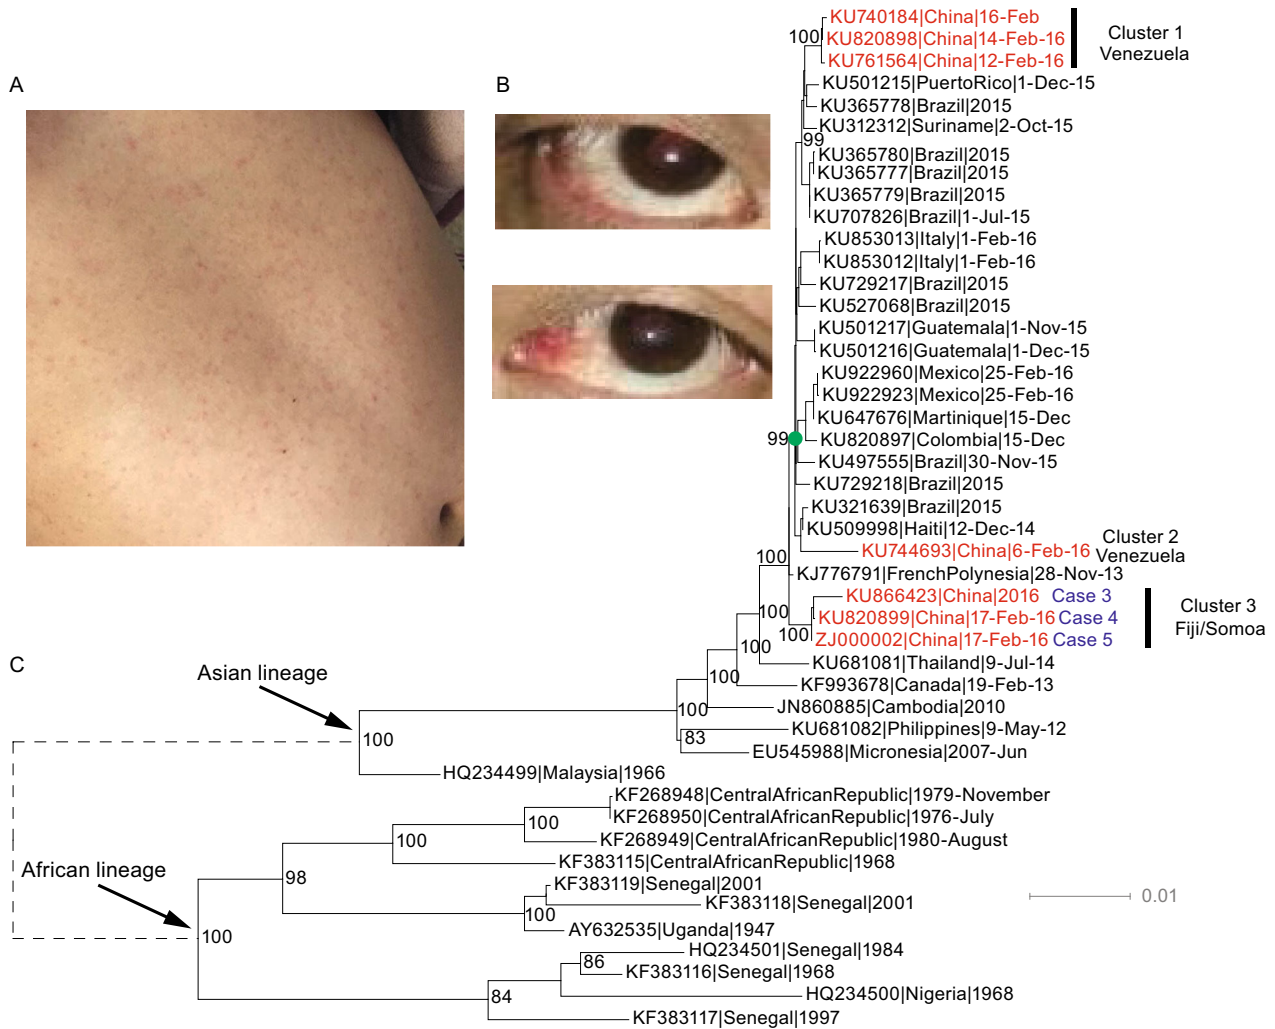 A
B
C
KU740184|China|16-Feb
100
KU820898|China|14-Feb-16
KU761564|China|12-Feb-16
Cluster 1
Venezuela
KU501215|PuertoRico|1-Dec-15
KU365778|Brazil|2015
KU312312|Suriname|2-Oct-15
99
KU365780|Brazil|2015
KU365777|Brazil|2015
KU365779|Brazil|2015
KU707826|Brazil|1-Jul-15
KU853013|Italy|1-Feb-16
KU853012|Italy|1-Feb-16
KU729217|Brazil|2015
KU527068|Brazil|2015
KU501217|Guatemala|1-Nov-15
KU501216|Guatemala|1-Dec-15
KU922960|Mexico|25-Feb-16
KU922923|Mexico|25-Feb-16
KU647676|Martinique|15-Dec
99
KU820897|Colombia|15-Dec
KU497555|Brazil|30-Nov-15
KU729218|Brazil|2015
KU321639|Brazil|2015
KU509998|Haiti|12-Dec-14
KU744693|China|6-Feb-16
Cluster 2
Venezuela
100
KJ776791|FrenchPolynesia|28-Nov-13
KU866423|China|2016 Case 3
100
KU820899|China|17-Feb-16 Case 4
100
ZJ000002|China|17-Feb-16 Case 5
Cluster 3
Fiji/Somoa
100
KU681081|Thailand|9-Jul-14
100
KF993678|Canada|19-Feb-13
100
JN860885|Cambodia|2010
KU681082|Philippines|9-May-12
83
EU545988|Micronesia|2007-Jun
Asian lineage
100
HQ234499|Malaysia|1966
KF268948|CentralAfricanRepublic|1979-November
KF268950|CentralAfricanRepublic|1976-July
100
KF268949|CentralAfricanRepublic|1980-August
100
KF383115|CentralAfricanRepublic|1968
African lineage
98
KF383119|Senegal|2001
KF383118|Senegal|2001
100
AY632535|Uganda|1947
100
HQ234501|Senegal|1984
86
KF383116|Senegal|1968
84
HQ234500|Nigeria|1968
KF383117|Senegal|1997
0.01